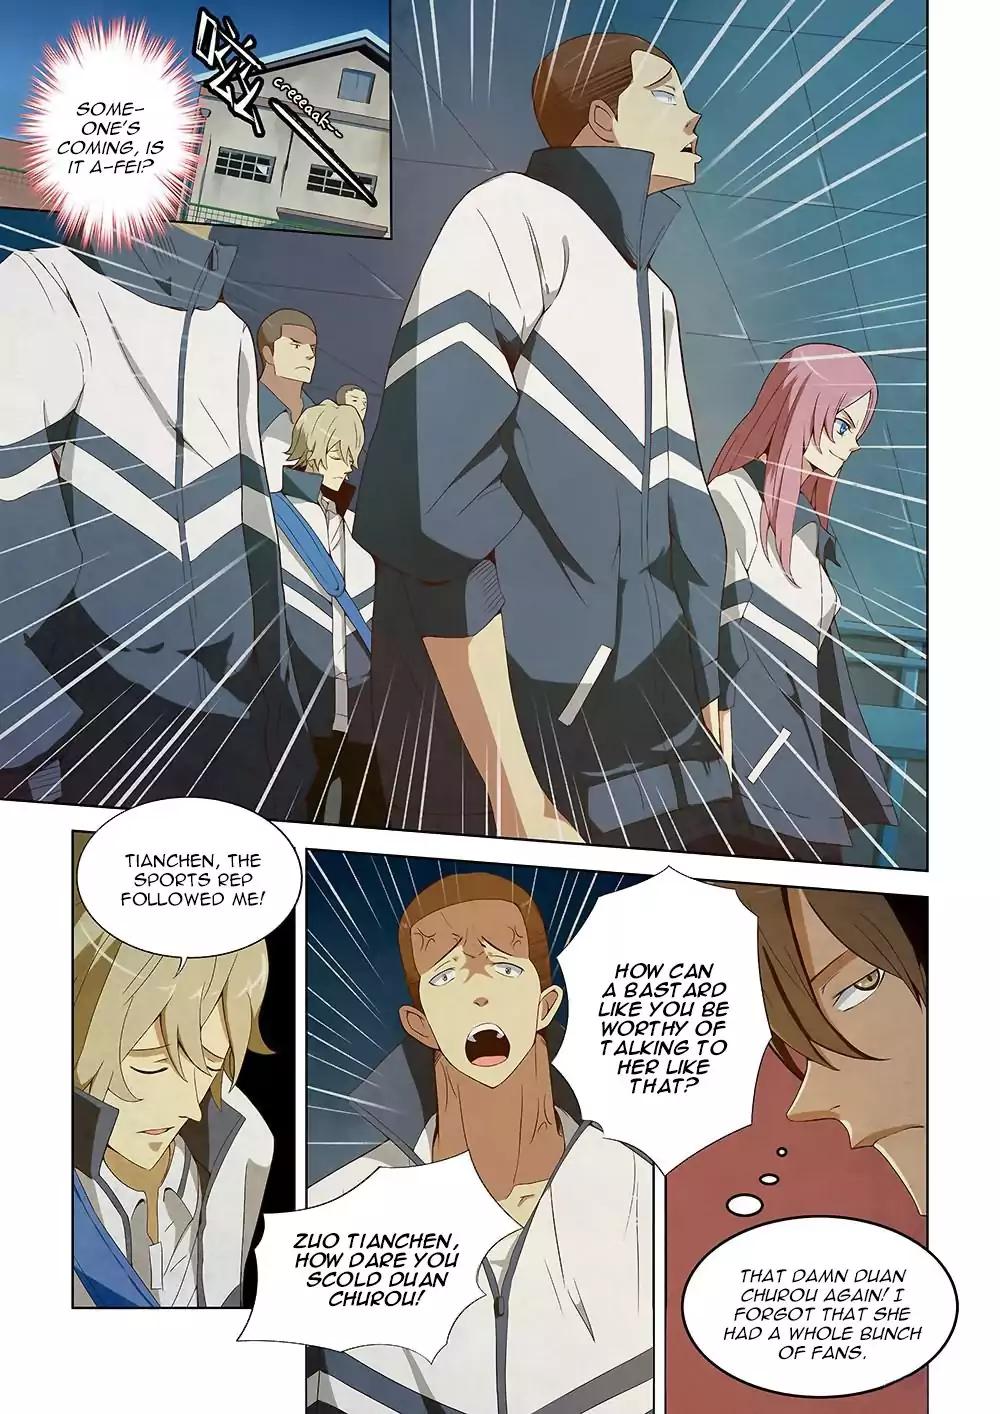 SOME-
ONE'S
COMING, IS
IT A-FEI?
creeeaak--
TIANCHEN, THE
SPORTS REP
FOLLOWED ME!
HOW CAN
A BASTARD
LIKE YOU BE
WORTHY OF
TALKING TO
HER LIKE
THAT?
ZUO TIANCHEN,
HOW DARE YOU
SCOLD DUAN
CHUROU!
THAT DAMN DUAN
CHUROU AGAIN! I
FORGOT THAT SHE
HAD A WHOLE BUNCH
OF FANS.